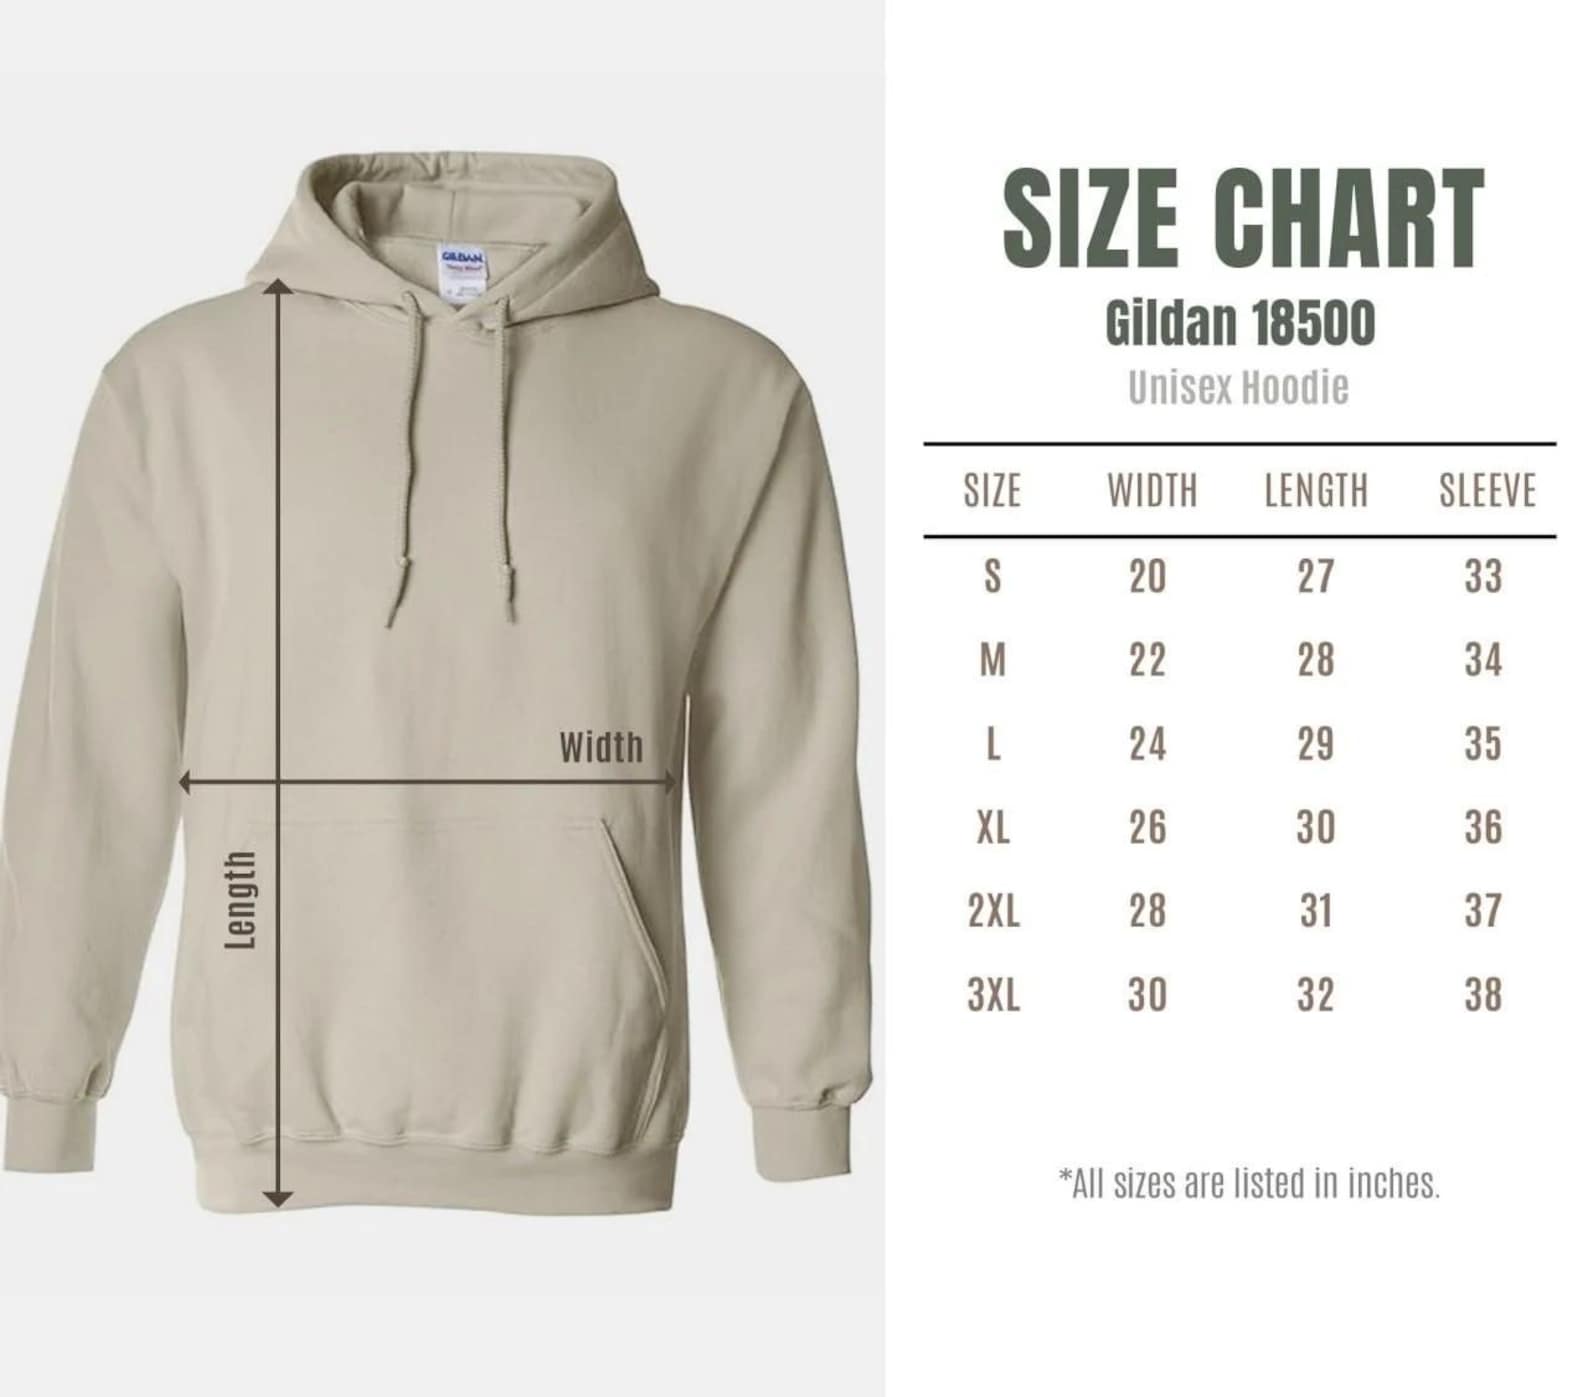 GILDAN
Width
Length
SIZE CHART
Gildan 18500
Unisex Hoodie
SIZE WIDTH LENGTH SLEEVE
S 20 27 33
M 22 28 34
L 24 29 35
XL 26 30 36
2XL 28 31 37
3XL 30 32 38
*All sizes are listed in inches.